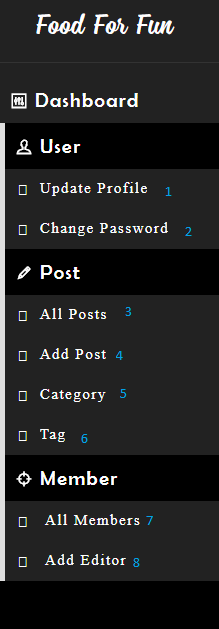 Food For Fun
Dashboard
User
Update Profile 1
Change Password 2
Post
All Posts 3
Add Post 4
Category 5
Tag 6
Member
All Members 7
Add Editor 8